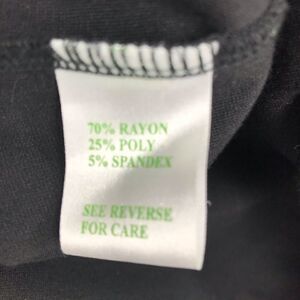 70% RAYON
25% POLY
5% SPANDEX
SEE REVERSE
FOR CARE